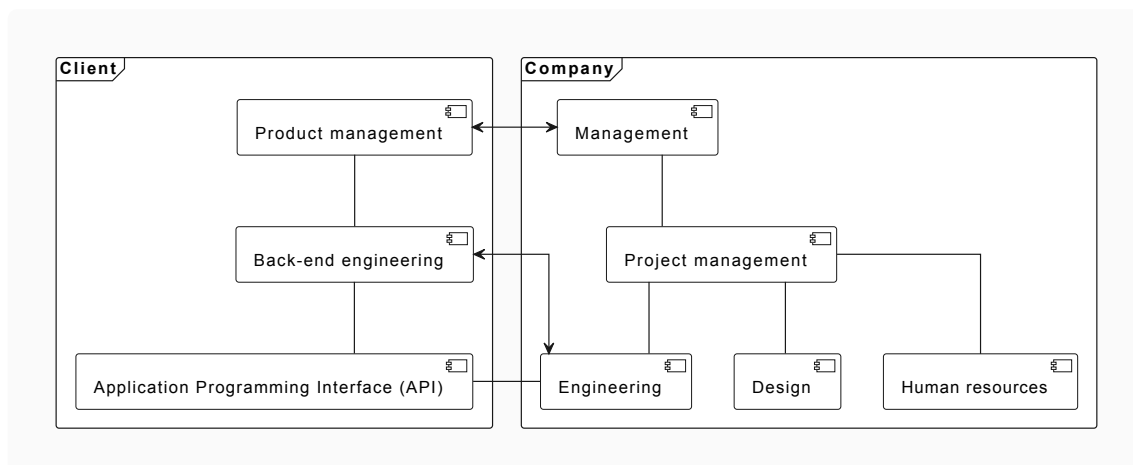 Client
Company
Product management
Management
Back-end engineering
Project management
Application Programming Interface (API)
Engineering
Design
Human resources